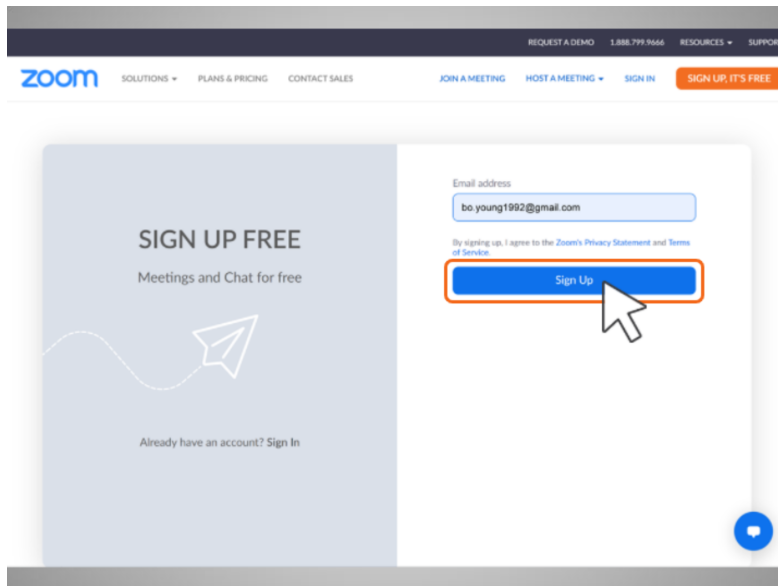 REQUEST A DEMO 1.888.799.9666 RESOURCES SUPPOR
zoom SOLUTIONS PLANS & PRICING CONTACT SALES JOIN A MEETING HOST A MEETING SIGN IN SIGN UP, IT'S FREE
SIGN UP FREE
Meetings and Chat for free
Already have an account? Sign In
Email address
bo.young1992@gmail.com
By signing up, I agree to the Zoom's Privacy Statement and Terms
of Service.
Sign Up